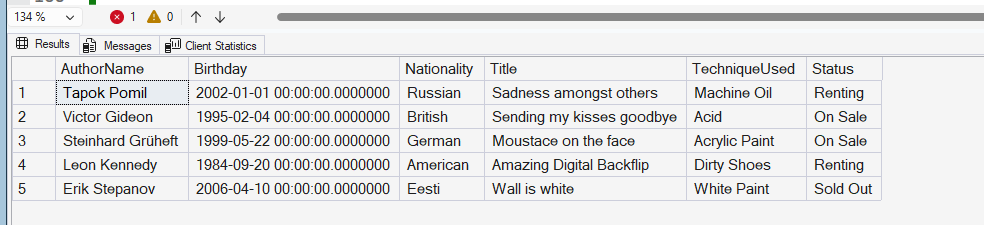 134 % 1 0
Results Messages Client Statistics
AuthorName Birthday Nationality Title TechniqueUsed Status
1 Tapok Pomil 2002-01-01 00:00:00.0000000 Russian Sadness amongst others Machine Oil Renting
2 Victor Gideon 1995-02-04 00:00:00.0000000 British Sending my kisses goodbye Acid On Sale
3 Steinhard Grüheft 1999-05-22 00:00:00.0000000 German Moustace on the face Acrylic Paint On Sale
4 Leon Kennedy 1984-09-20 00:00:00.0000000 American Amazing Digital Backflip Dirty Shoes Renting
5 Erik Stepanov 2006-04-10 00:00:00.0000000 Eesti Wall is white White Paint Sold Out